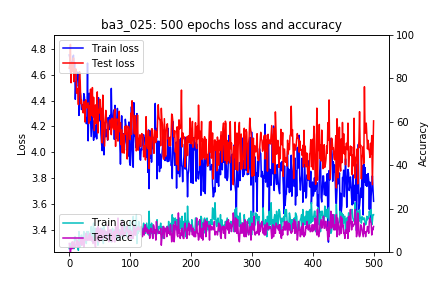 ba3_025: 500 epochs loss and accuracy
Train loss
Test loss
Train acc
Test acc
Loss
Accuracy
4.8
4.6
4.4
4.2
4.0
3.8
3.6
3.4
100
80
60
40
20
0
0
100
200
300
400
500